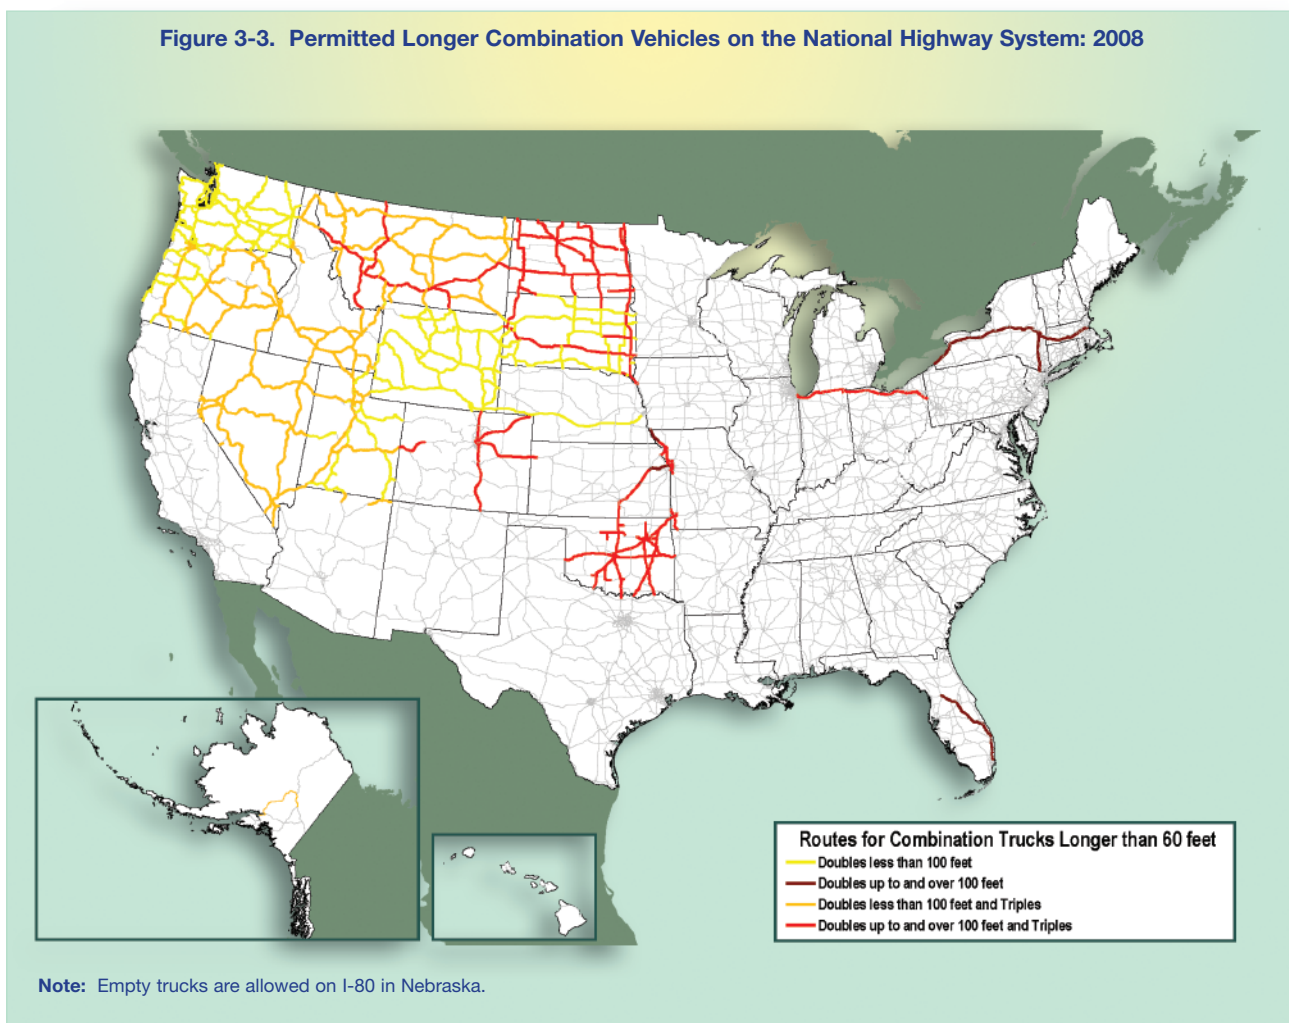 Figure 3-3. Permitted Longer Combination Vehicles on the National Highway System: 2008
Routes for Combination Trucks Longer than 60 feet
Doubles less than 100 feet
Doubles up to and over 100 feet
Doubles less than 100 feet and Triples
Doubles up to and over 100 feet and Triples
Note: Empty trucks are allowed on I-80 in Nebraska.